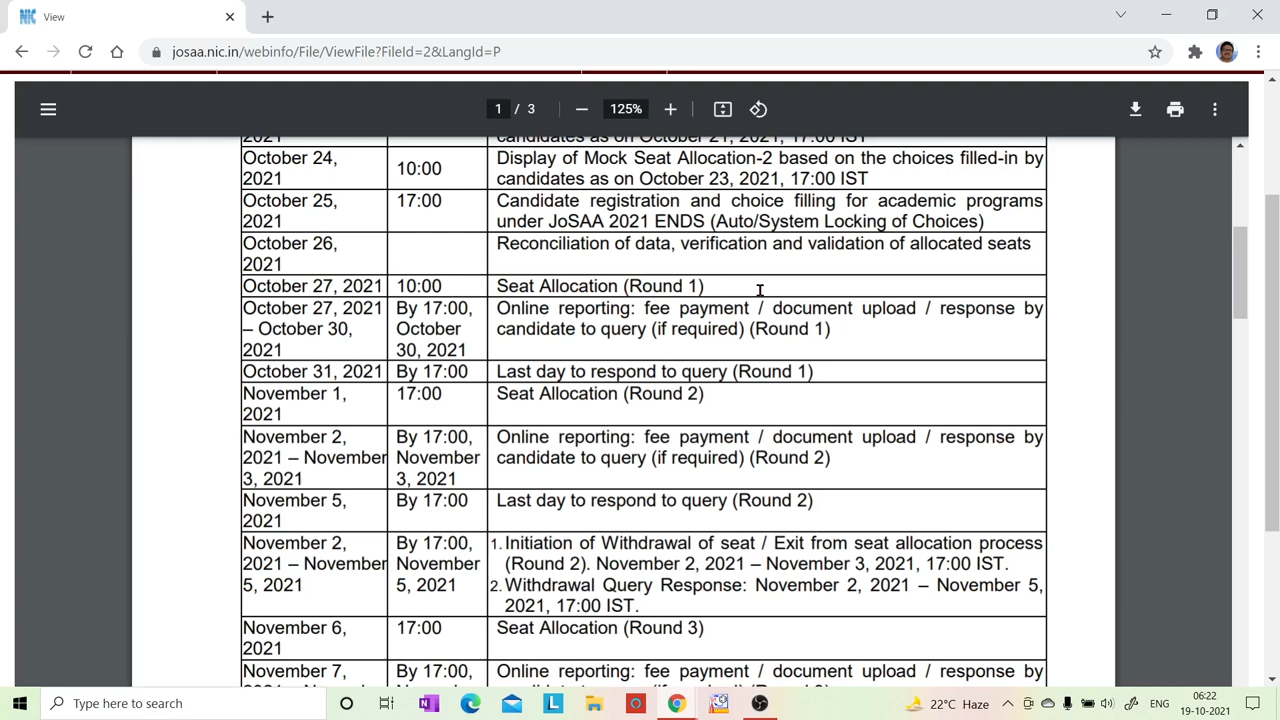 NIC View
josaa.nic.in/webinfo/File/ViewFile?FileId=2&LangId=P
1 / 3 125%
2021 candidates as on October 21, 2021, 17:00 IST
October 24,
2021
10:00
Display of Mock Seat Allocation-2 based on the choices filled-in by
candidates as on October 23, 2021, 17:00 IST
October 25,
2021
17:00
Candidate registration and choice filling for academic programs
under JoSAA 2021 ENDS (Auto/System Locking of Choices)
October 26,
2021
Reconciliation of data, verification and validation of allocated seats
October 27, 2021
10:00
Seat Allocation (Round 1)
October 27, 2021
– October 30,
2021
By 17:00,
October
30, 2021
Online reporting: fee payment / document upload / response by
candidate to query (if required) (Round 1)
October 31, 2021
By 17:00
Last day to respond to query (Round 1)
November 1,
2021
17:00
Seat Allocation (Round 2)
November 2,
2021 – November
3, 2021
By 17:00,
November
3, 2021
Online reporting: fee payment / document upload / response by
candidate to query (if required) (Round 2)
November 5,
2021
By 17:00
Last day to respond to query (Round 2)
November 2,
2021 – November
5, 2021
By 17:00,
November
5, 2021
1. Initiation of Withdrawal of seat / Exit from seat allocation process
(Round 2). November 2, 2021 – November 3, 2021, 17:00 IST.
2. Withdrawal Query Response: November 2, 2021 – November 5,
2021, 17:00 IST.
November 6,
2021
17:00
Seat Allocation (Round 3)
November 7,
By 17:00,
Online reporting: fee payment / document upload / response by
Type here to search
22°C Haze
ENG
06:22
19-10-2021